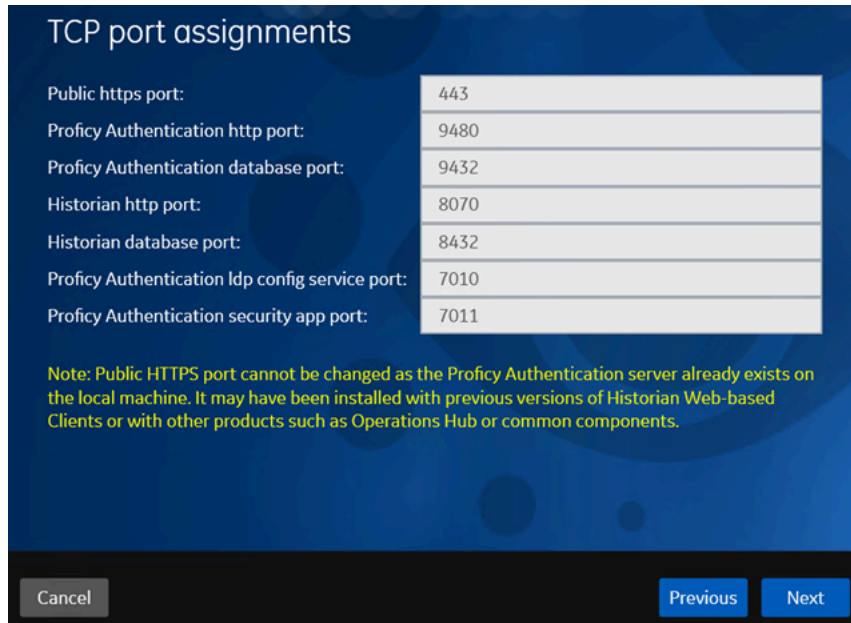 TCP port assignments
Public https port: 443
Proficy Authentication http port: 9480
Proficy Authentication database port: 9432
Historian http port: 8070
Historian database port: 8432
Proficy Authentication ldp config service port: 7010
Proficy Authentication security app port: 7011
Note: Public HTTPS port cannot be changed as the Proficy Authentication server already exists on
the local machine. It may have been installed with previous versions of Historian Web-based
Clients or with other products such as Operations Hub or common components.
Cancel Previous Next